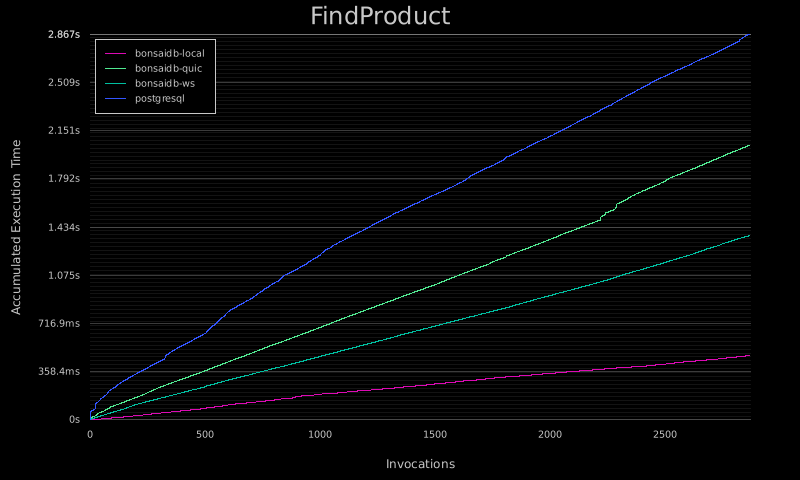 FindProduct
2.867s
2.509s
2.151s
1.792s
1.434s
1.075s
716.9ms
358.4ms
0s
Accumulated Execution Time
bonsaidb-local
bonsaidb-quic
bonsaidb-ws
postgresql
0
500
1000
1500
2000
2500
Invocations